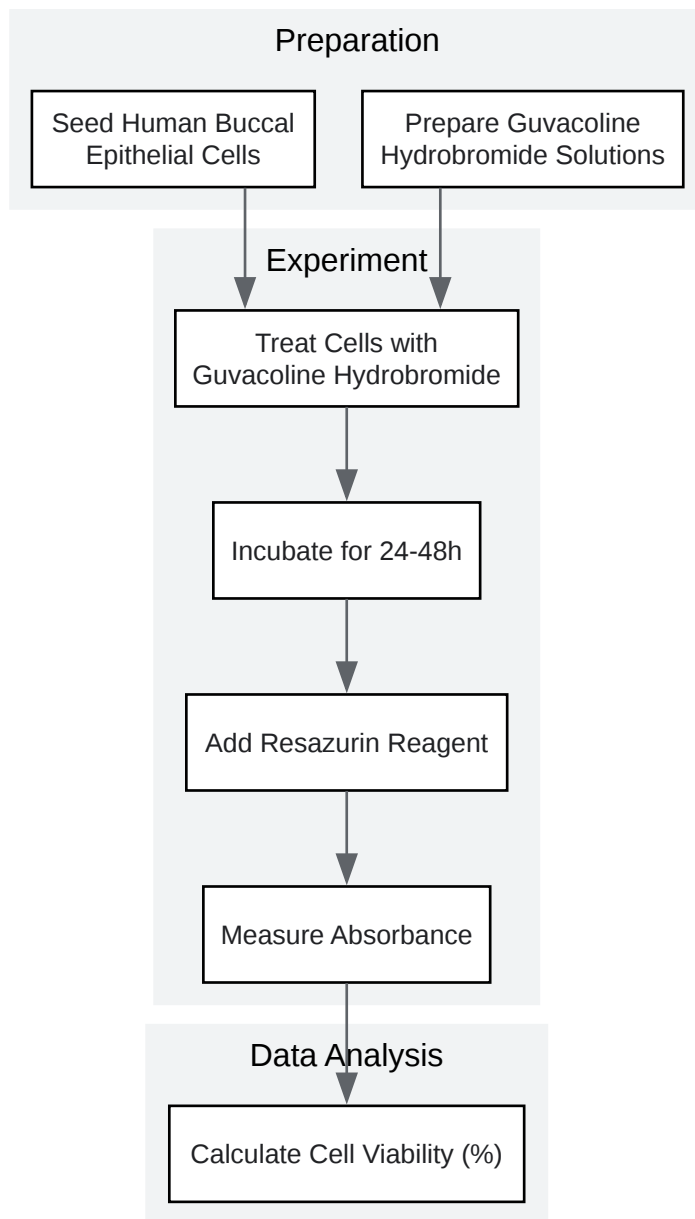 Preparation
Seed Human Buccal
Epithelial Cells
Prepare Guvacoline
Hydrobromide Solutions
Experiment
Treat Cells with
Guvacoline Hydrobromide
Incubate for 24-48h
Add Resazurin Reagent
Measure Absorbance
Data Analysis
Calculate Cell Viability (%)